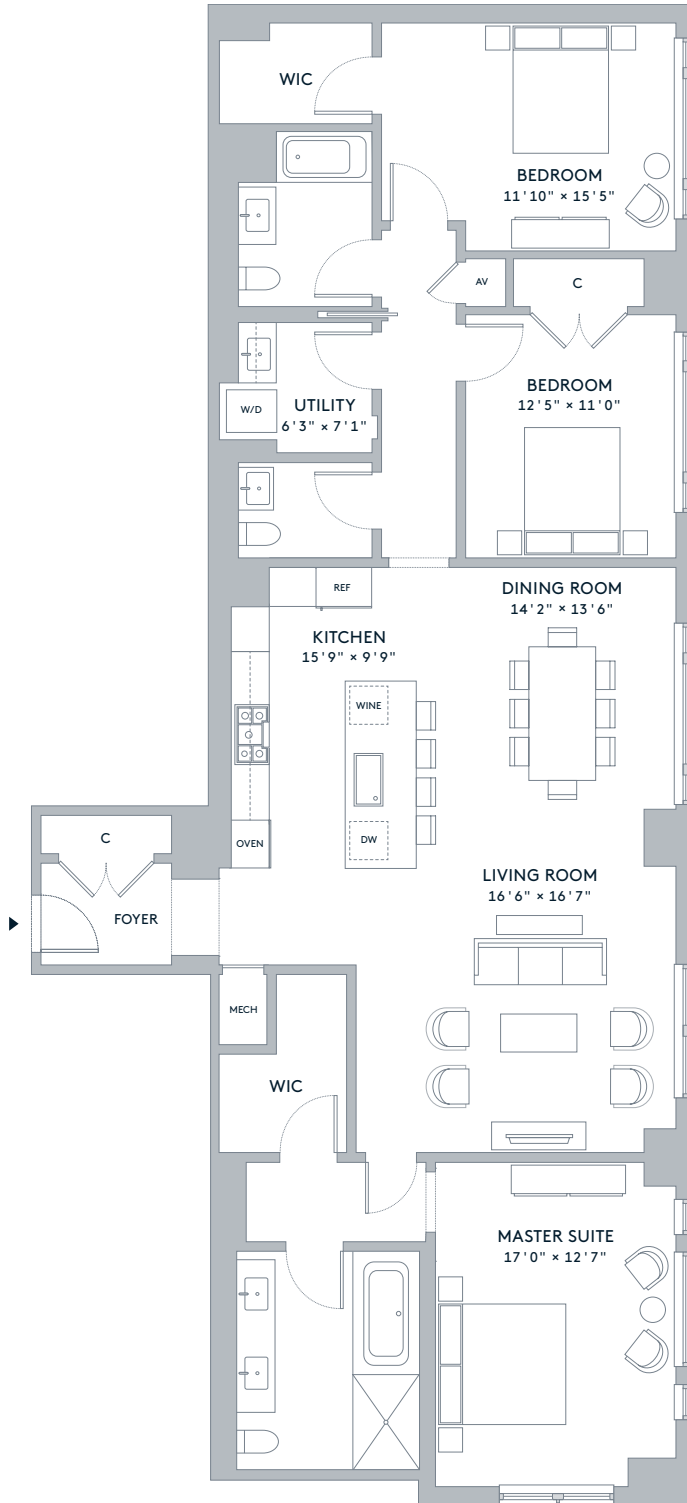 WIC
BEDROOM
11'10" × 15'5"
AV
C
BEDROOM
12'5" × 11'0"
W/D
UTILITY
6'3" × 7'1"
REF
DINING ROOM
14'2" × 13'6"
KITCHEN
15'9" × 9'9"
WINE
OVEN
DW
C
LIVING ROOM
16'6" × 16'7"
FOYER
MECH
WIC
MASTER SUITE
17'0" × 12'7"